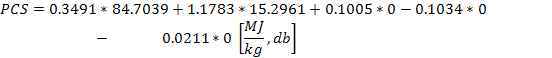 PCS = 0.3491 * 84.7039 + 1.1783 * 15.2961 + 0.1005 * 0 − 0.1034 * 0
− 0.0211 * 0 [MJ/kg, db]